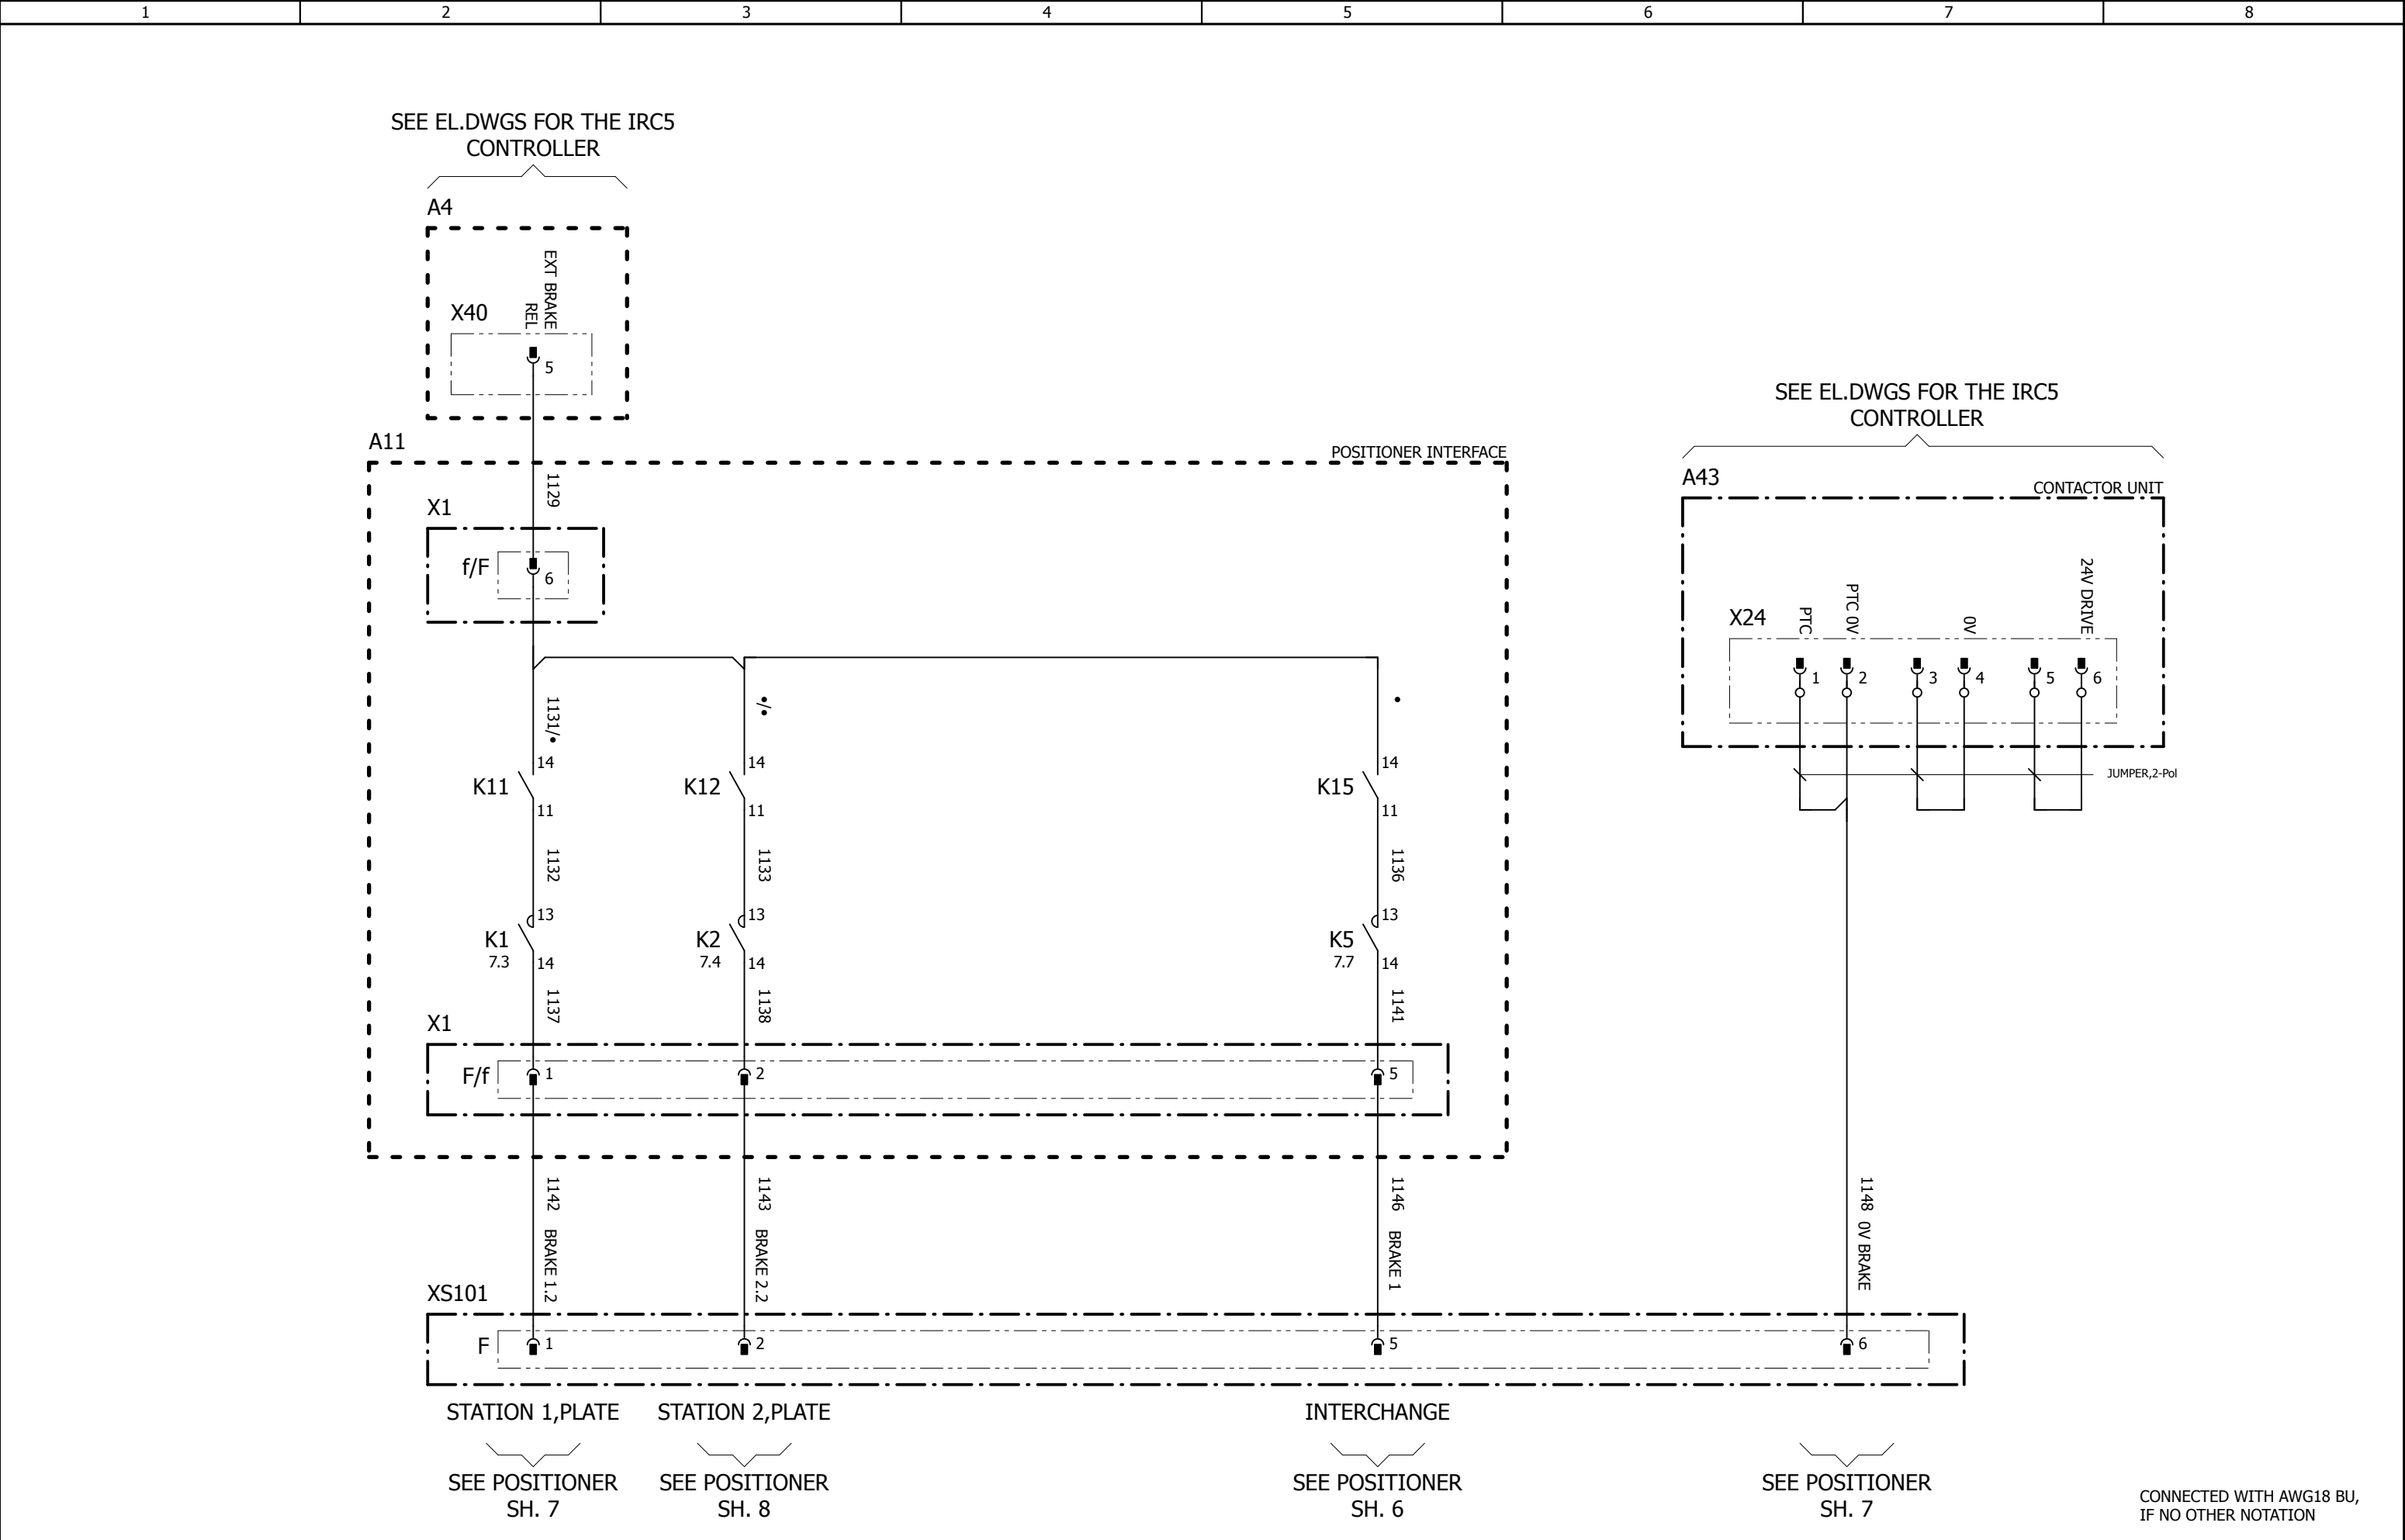 1 2 3 4 5 6 7 8
SEE EL.DWGS FOR THE IRC5
CONTROLLER
A4
EXT BRAKE
REL
X40
5
SEE EL.DWGS FOR THE IRC5
CONTROLLER
A11
POSITIONER INTERFACE
1129
A43
CONTACTOR UNIT
X1
f/F
6
X24
PTC
PTC 0V
0V
24V DRIVE
1 2 3 4 5 6
1131/•
•/•
•
JUMPER,2-Pol
14 14 14
K11 K12 K15
11 11 11
1132 1133 1136
13 13 13
K1 K2 K5
7.3 7.4 7.7
14 14 14
1137 1138 1141
X1
F/f
1 2 5
1142 BRAKE 1.2
1143 BRAKE 2.2
1146 BRAKE 1
1148 0V BRAKE
XS101
F
1 2 5 6
STATION 1,PLATE
STATION 2,PLATE
INTERCHANGE
SEE POSITIONER
SH. 7
SEE POSITIONER
SH. 8
SEE POSITIONER
SH. 6
SEE POSITIONER
SH. 7
CONNECTED WITH AWG18 BU,
IF NO OTHER NOTATION